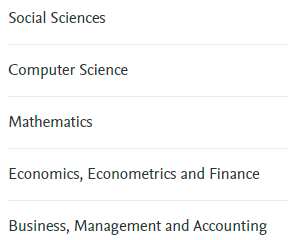 Social Sciences
Computer Science
Mathematics
Economics, Econometrics and Finance
Business, Management and Accounting